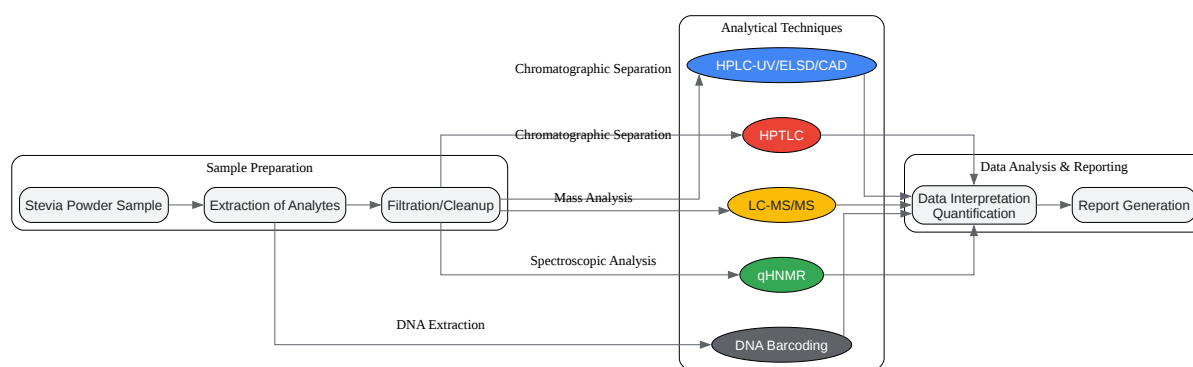 Analytical Techniques
Chromatographic Separation
HPLC-UV/ELSD/CAD
Chromatographic Separation
HPTLC
Sample Preparation
Data Analysis & Reporting
Stevia Powder Sample
Extraction of Analytes
Filtration/Cleanup
Mass Analysis
LC-MS/MS
Data Interpretation
Quantification
Report Generation
Spectroscopic Analysis
qHNMR
DNA Extraction
DNA Barcoding